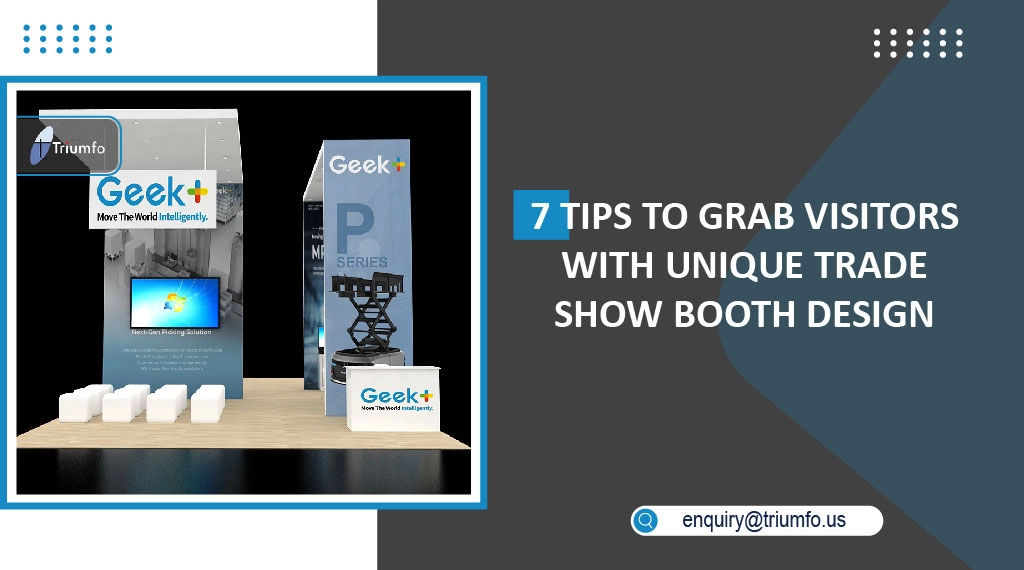 Triumfo
Geek+
Move The World Intelligently.
Next-Gen Picking Solution
Geek+
P
SERIES
Geek+
Move The World Intelligently.
7 TIPS TO GRAB VISITORS
WITH UNIQUE TRADE
SHOW BOOTH DESIGN
enquiry@triumfo.us